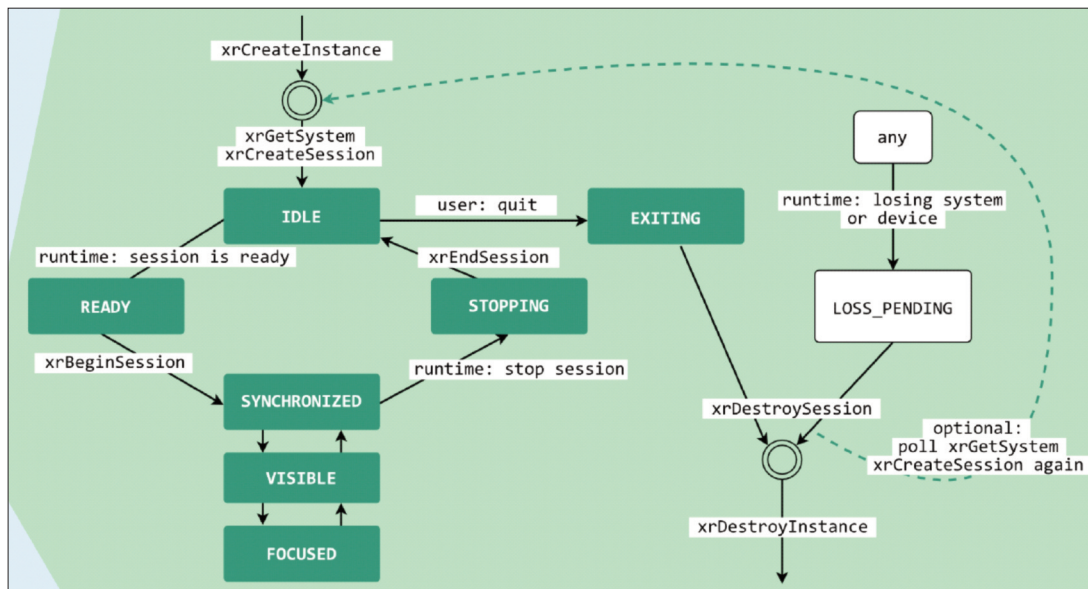 xrCreateInstance
xrGetSystem
xrCreateSession
any
IDLE
user: quit
EXITING
runtime: losing system
or device
runtime: session is ready
xrEndSession
READY
STOPPING
LOSS_PENDING
xrBeginSession
runtime: stop session
SYNCHRONIZED
xrDestroySession
optional:
poll xrGetSystem
xrCreateSession again
VISIBLE
xrDestroyInstance
FOCUSED